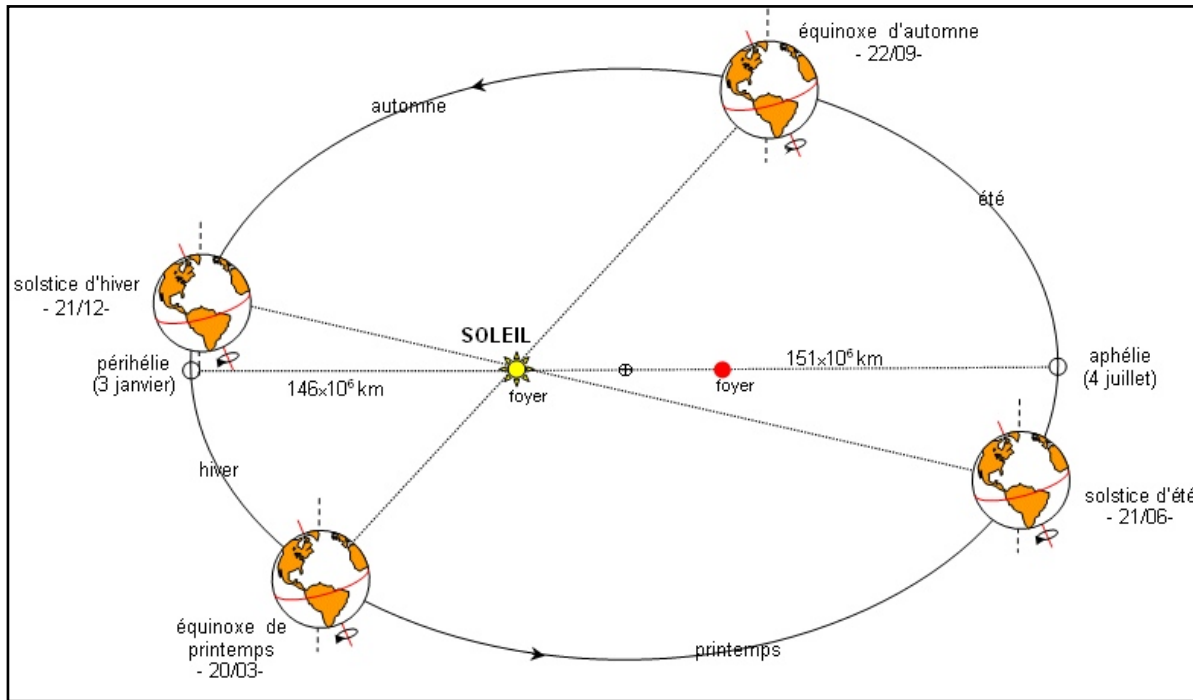 équinoxe d'automne
- 22/09-
automne
été
solstice d'hiver
- 21/12-
SOLEIL
périhélie
(3 janvier)
146x10⁶ km
foyer
foyer
151x10⁶ km
aphélie
(4 juillet)
hiver
solstice d'été
- 21/06-
équinoxe de
printemps
- 20/03-
printemps